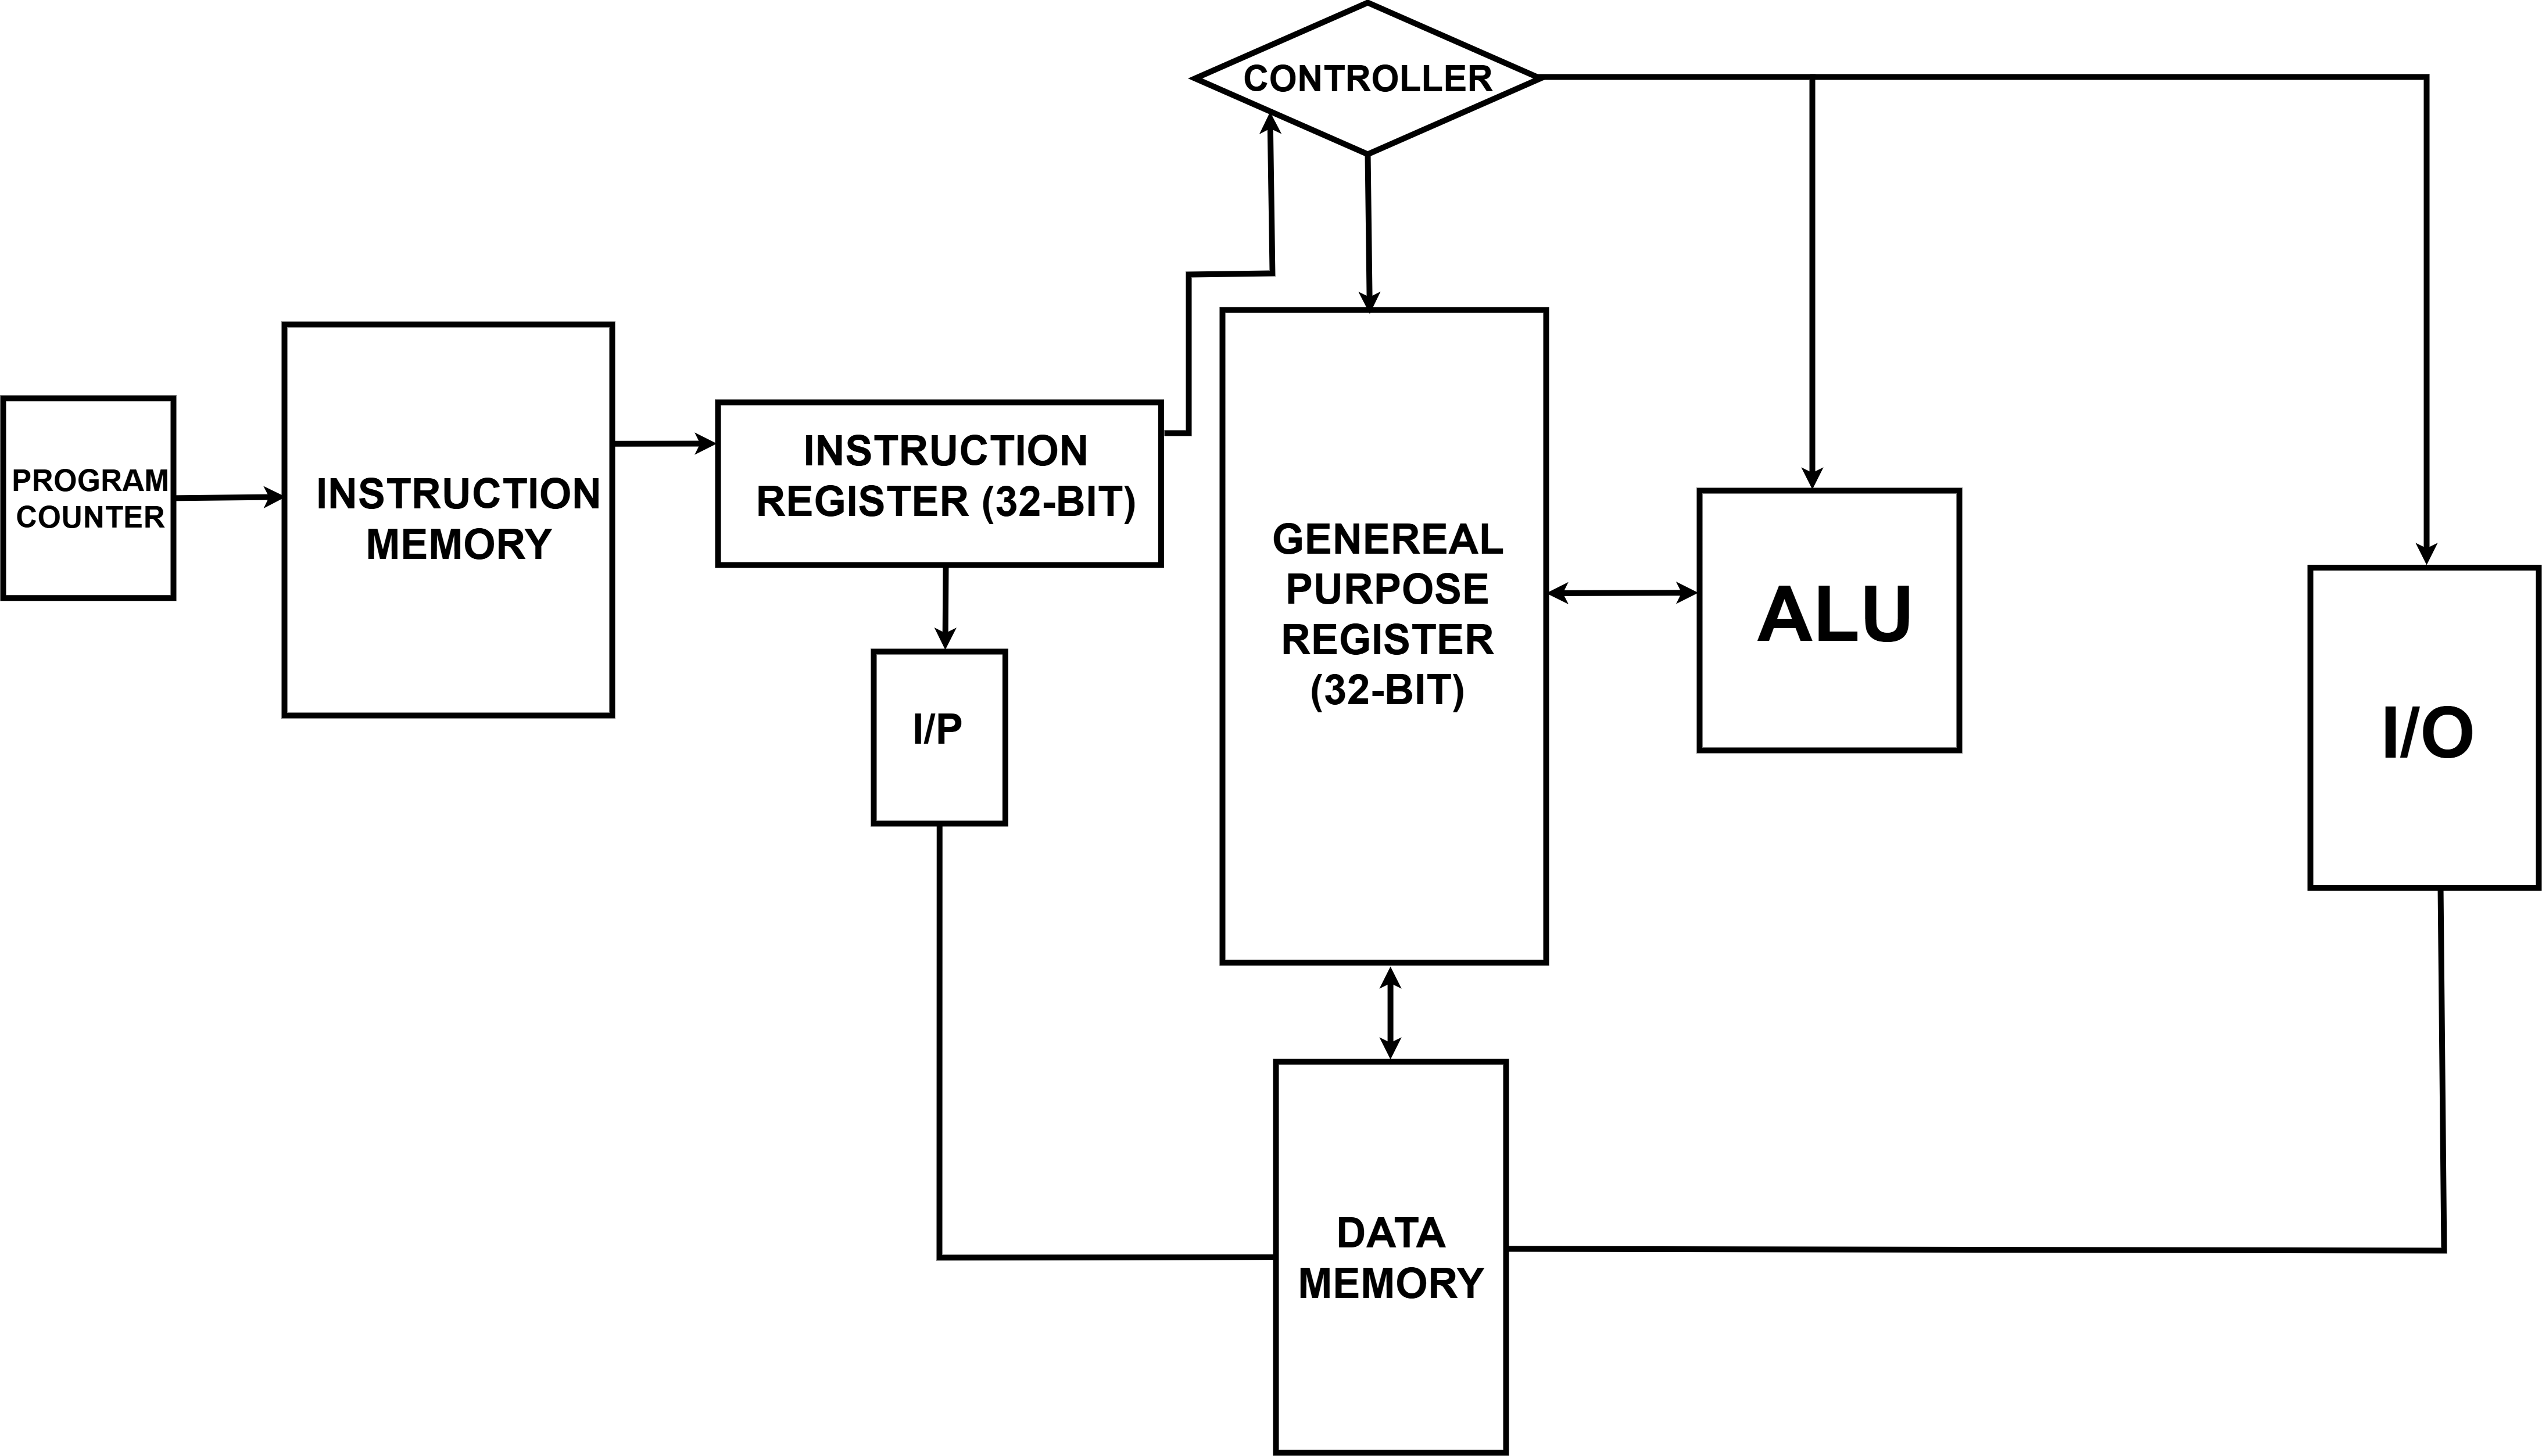 CONTROLLER
PROGRAM
COUNTER
INSTRUCTION
MEMORY
INSTRUCTION
REGISTER (32-BIT)
I/P
GENEREAL
PURPOSE
REGISTER
(32-BIT)
ALU
I/O
DATA
MEMORY